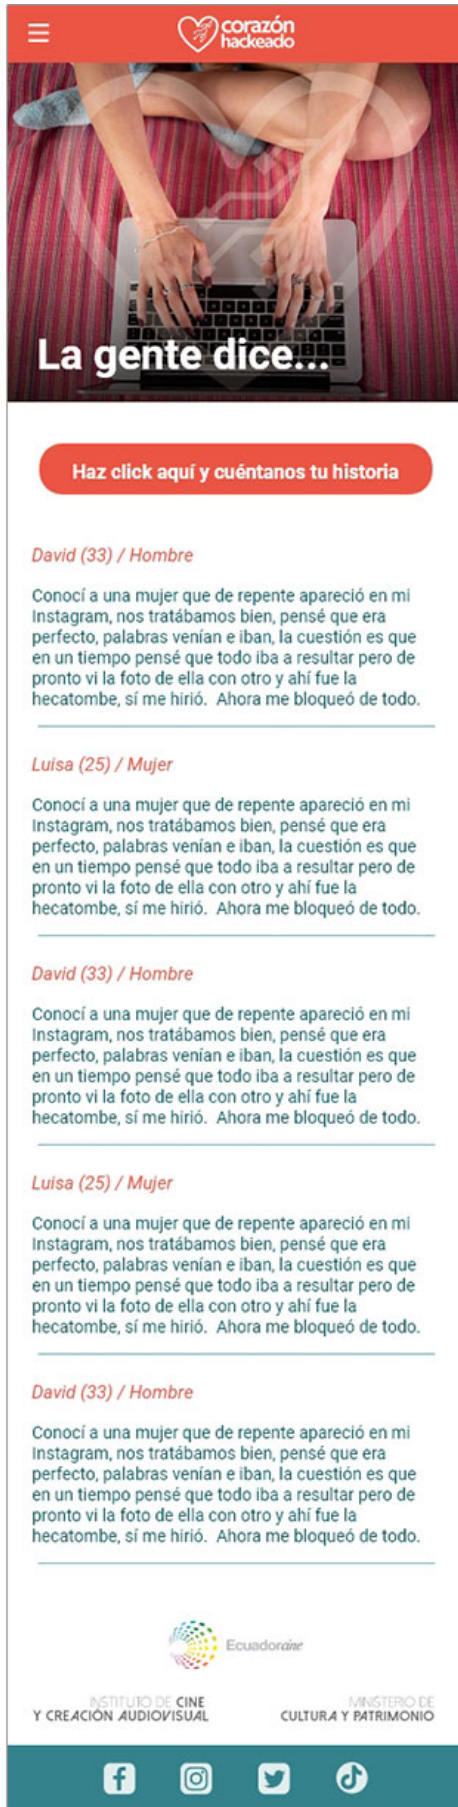 corazón
hackeado
La gente dice...
Haz click aquí y cuéntanos tu historia
David (33) / Hombre
Conocí a una mujer que de repente apareció en mi
Instagram, nos tratábamos bien, pensé que era
perfecto, palabras venían e iban, la cuestión es que
en un tiempo pensé que todo iba a resultar pero de
pronto vi la foto de ella con otro y ahí fue la
hecatombe, sí me hirió.  Ahora me bloqueó de todo.
Luisa (25) / Mujer
Conocí a una mujer que de repente apareció en mi
Instagram, nos tratábamos bien, pensé que era
perfecto, palabras venían e iban, la cuestión es que
en un tiempo pensé que todo iba a resultar pero de
pronto vi la foto de ella con otro y ahí fue la
hecatombe, sí me hirió.  Ahora me bloqueó de todo.
David (33) / Hombre
Conocí a una mujer que de repente apareció en mi
Instagram, nos tratábamos bien, pensé que era
perfecto, palabras venían e iban, la cuestión es que
en un tiempo pensé que todo iba a resultar pero de
pronto vi la foto de ella con otro y ahí fue la
hecatombe, sí me hirió.  Ahora me bloqueó de todo.
Luisa (25) / Mujer
Conocí a una mujer que de repente apareció en mi
Instagram, nos tratábamos bien, pensé que era
perfecto, palabras venían e iban, la cuestión es que
en un tiempo pensé que todo iba a resultar pero de
pronto vi la foto de ella con otro y ahí fue la
hecatombe, sí me hirió.  Ahora me bloqueó de todo.
David (33) / Hombre
Conocí a una mujer que de repente apareció en mi
Instagram, nos tratábamos bien, pensé que era
perfecto, palabras venían e iban, la cuestión es que
en un tiempo pensé que todo iba a resultar pero de
pronto vi la foto de ella con otro y ahí fue la
hecatombe, sí me hirió.  Ahora me bloqueó de todo.
Ecuadorcine
INSTITUTO DE CINE
Y CREACIÓN AUDIOVISUAL
MINISTERIO DE
CULTURA Y PATRIMONIO